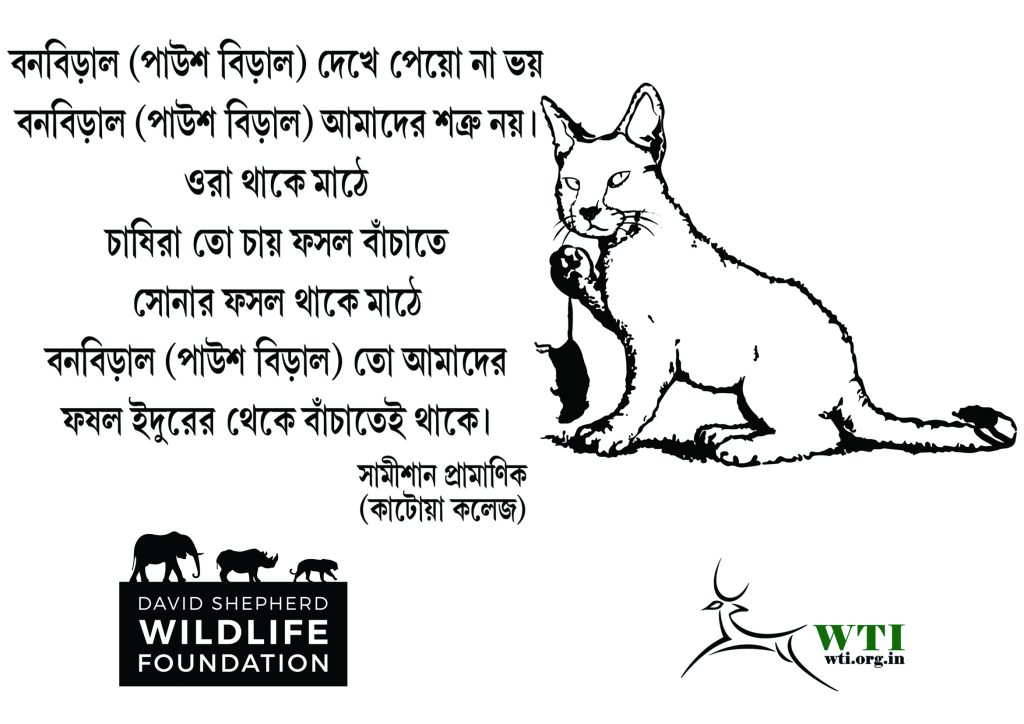 বনবিড়াল (পাউশ বিড়াল) দেখে পেয়ো না ভয়
বনবিড়াল (পাউশ বিড়াল) আমাদের শত্রু নয়।
ওরা থাকে মাঠে
চাষিরা তো চায় ফসল বাঁচাতে
সোনার ফসল থাকে মাঠে
বনবিড়াল (পাউশ বিড়াল) তো আমাদের
ফষল ইদুরের থেকে বাঁচাতেই থাকে।
সামীশান প্রামাণিক
(কাটোয়া কলেজ)
DAVID SHEPHERD
WILDLIFE
FOUNDATION
WTI
wti.org.in